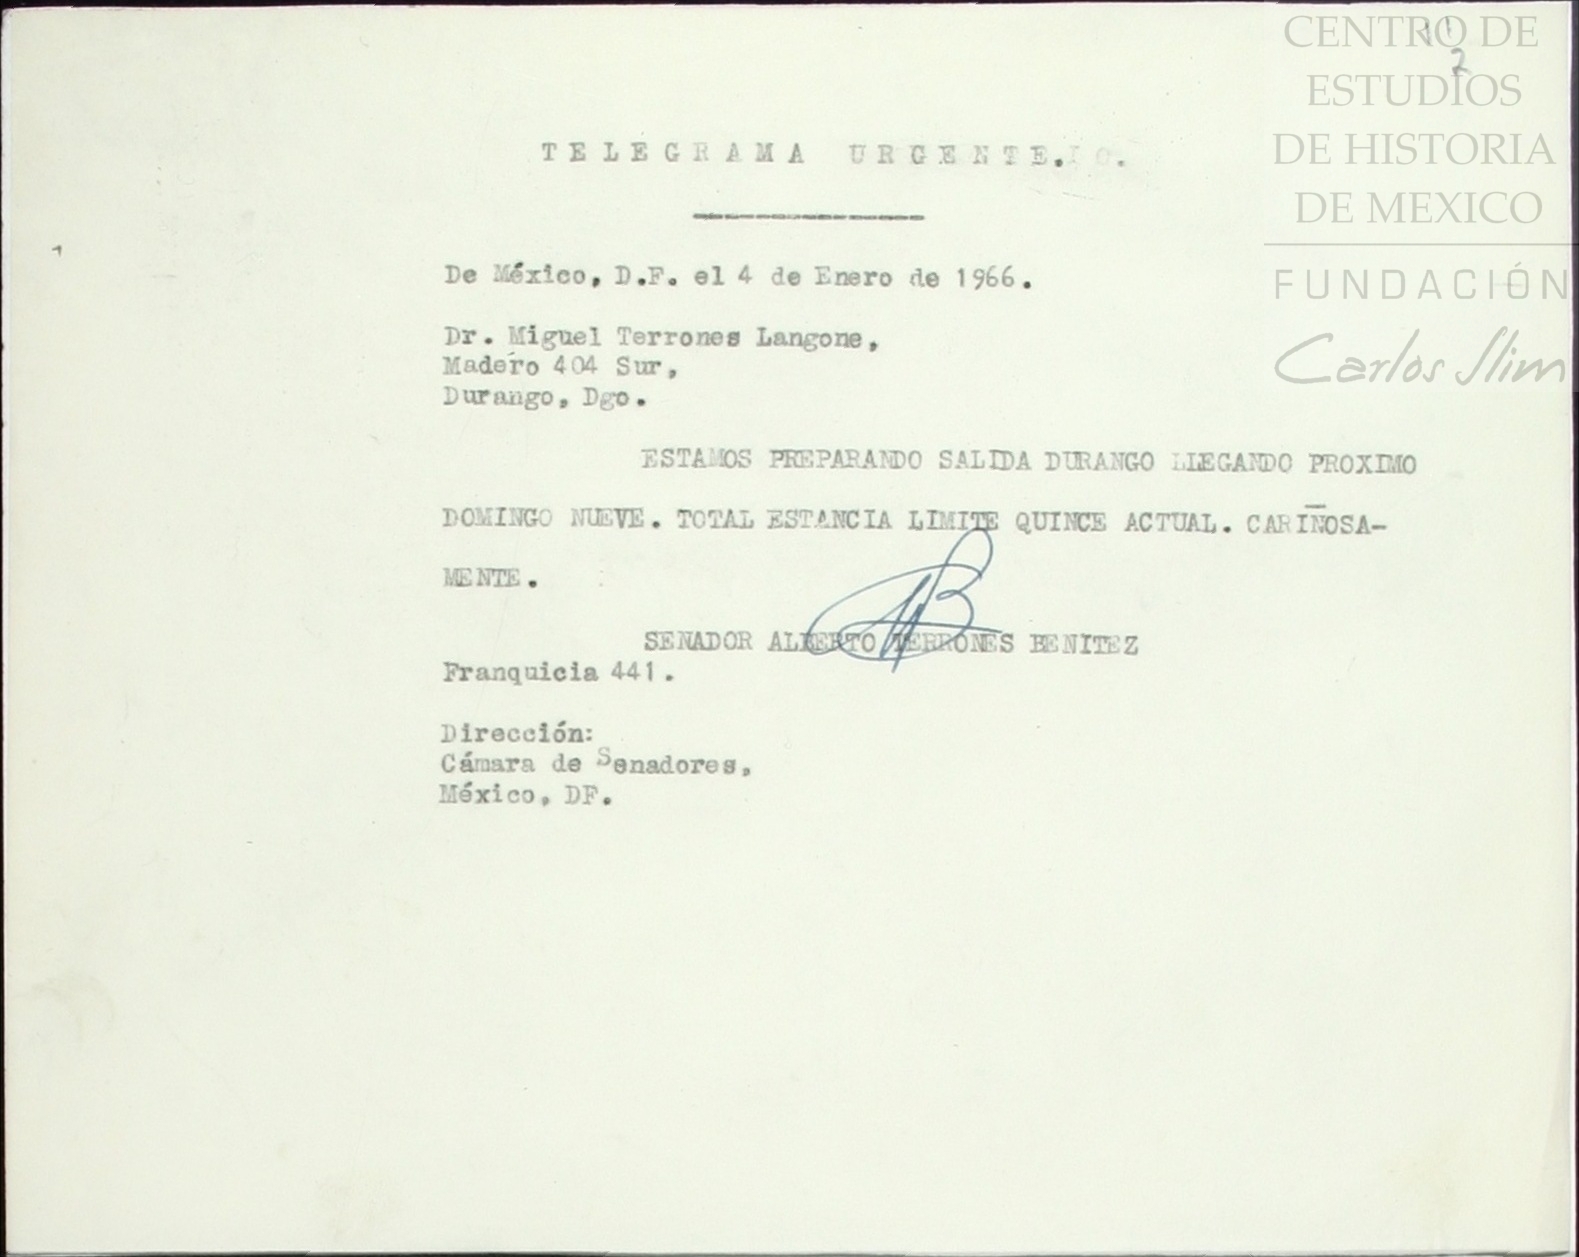 CENTRO DE
ESTUDIOS
DE HISTORIA
DE MEXICO
FUNDACIÓN
Carlos Slim
2
TELEGRAMA URGENTE.
De México, D.F. el 4 de Enero de 1966.
Dr. Miguel Terrones Langone,
Madero 404 Sur,
Durango, Dgo.
ESTAMOS PREPARANDO SALIDA DURANGO LLEGANDO PROXIMO
DOMINGO NUEVE. TOTAL ESTANCIA LIMITE QUINCE ACTUAL. CARIÑOSA-
MENTE.
SENADOR ALBERTO TERRONES BENITEZ
Franquicia 441.
Dirección:
Cámara de Senadores,
México, DF.